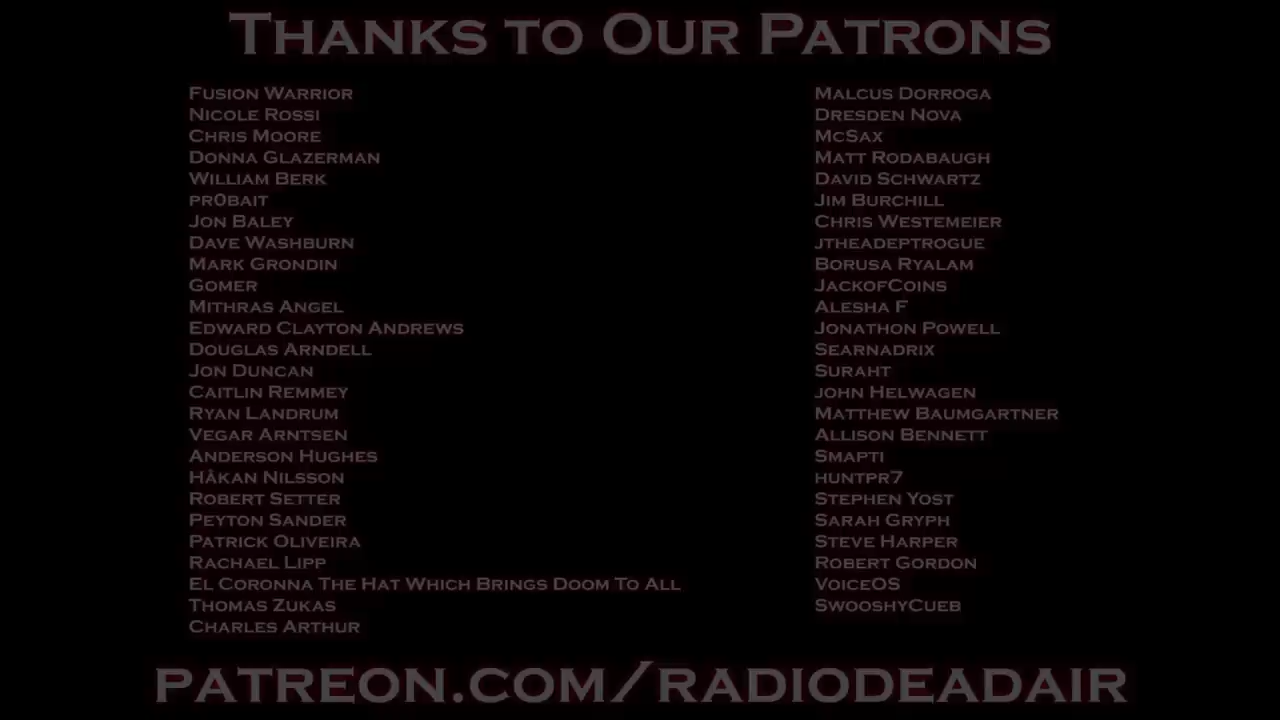 Thanks to Our Patrons
Fusion Warrior
Nicole Rossi
Chris Moore
Donna Glazerman
William Berk
pr0bait
Jon Baley
Dave Washburn
Mark Grondin
Gomer
Mithras Angel
Edward Clayton Andrews
Douglas Arndell
Jon Duncan
Caitlin Remmey
Ryan Landrum
Vegar Arntsen
Anderson Hughes
Håkan Nilsson
Robert Setter
Peyton Sander
Patrick Oliveira
Rachael Lipp
El Coronna The Hat Which Brings Doom To All
Thomas Zukas
Charles Arthur
Malcus Dorroga
Dresden Nova
McSax
Matt Rodabaugh
David Schwartz
Jim Burchill
Chris Westemeier
jtheadeptrogue
Borusa Ryalam
JackofCoins
Alesha F
Jonathon Powell
Searnadrix
Suraht
john Helwagen
Matthew Baumgartner
Allison Bennett
Smapti
huntpr7
Stephen Yost
Sarah Gryph
Steve Harper
Robert Gordon
VoiceOS
SwooshyCueb
patreon.com/radiodeadair